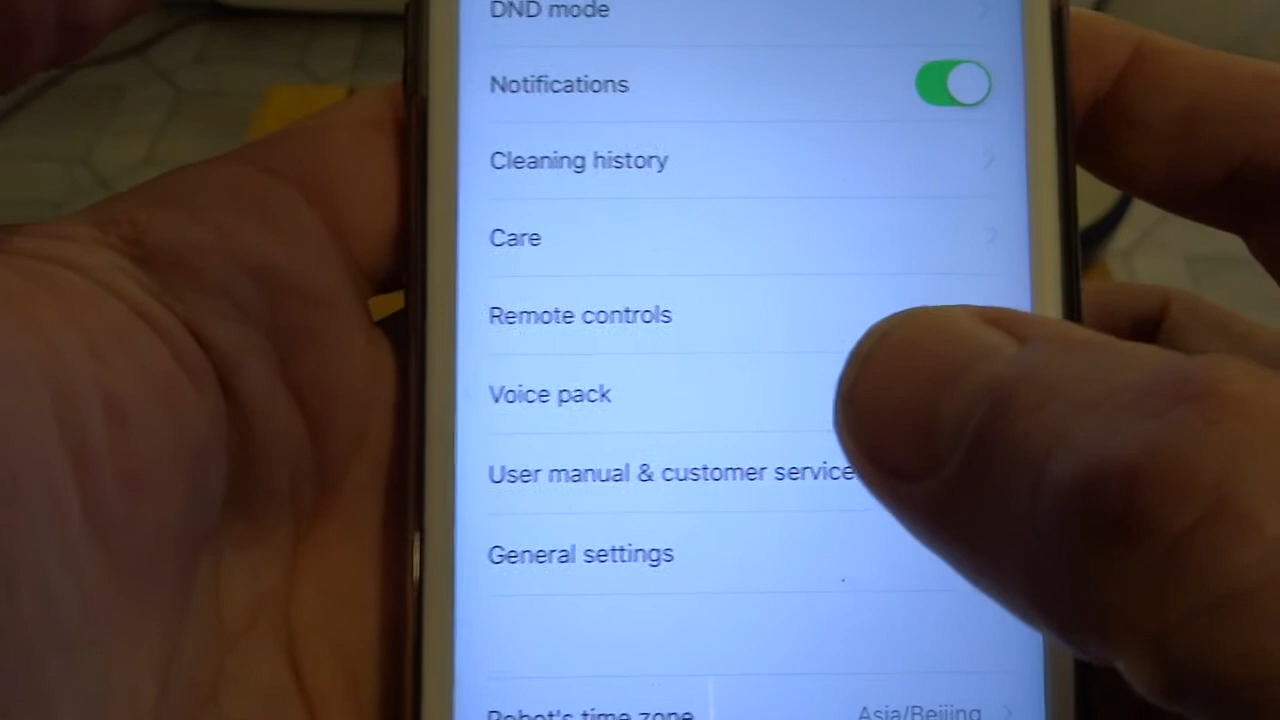 DND mode
Notifications
Cleaning history
Care
Remote controls
Voice pack
User manual & customer service
General settings
Robot's time zone Asia/Beijing